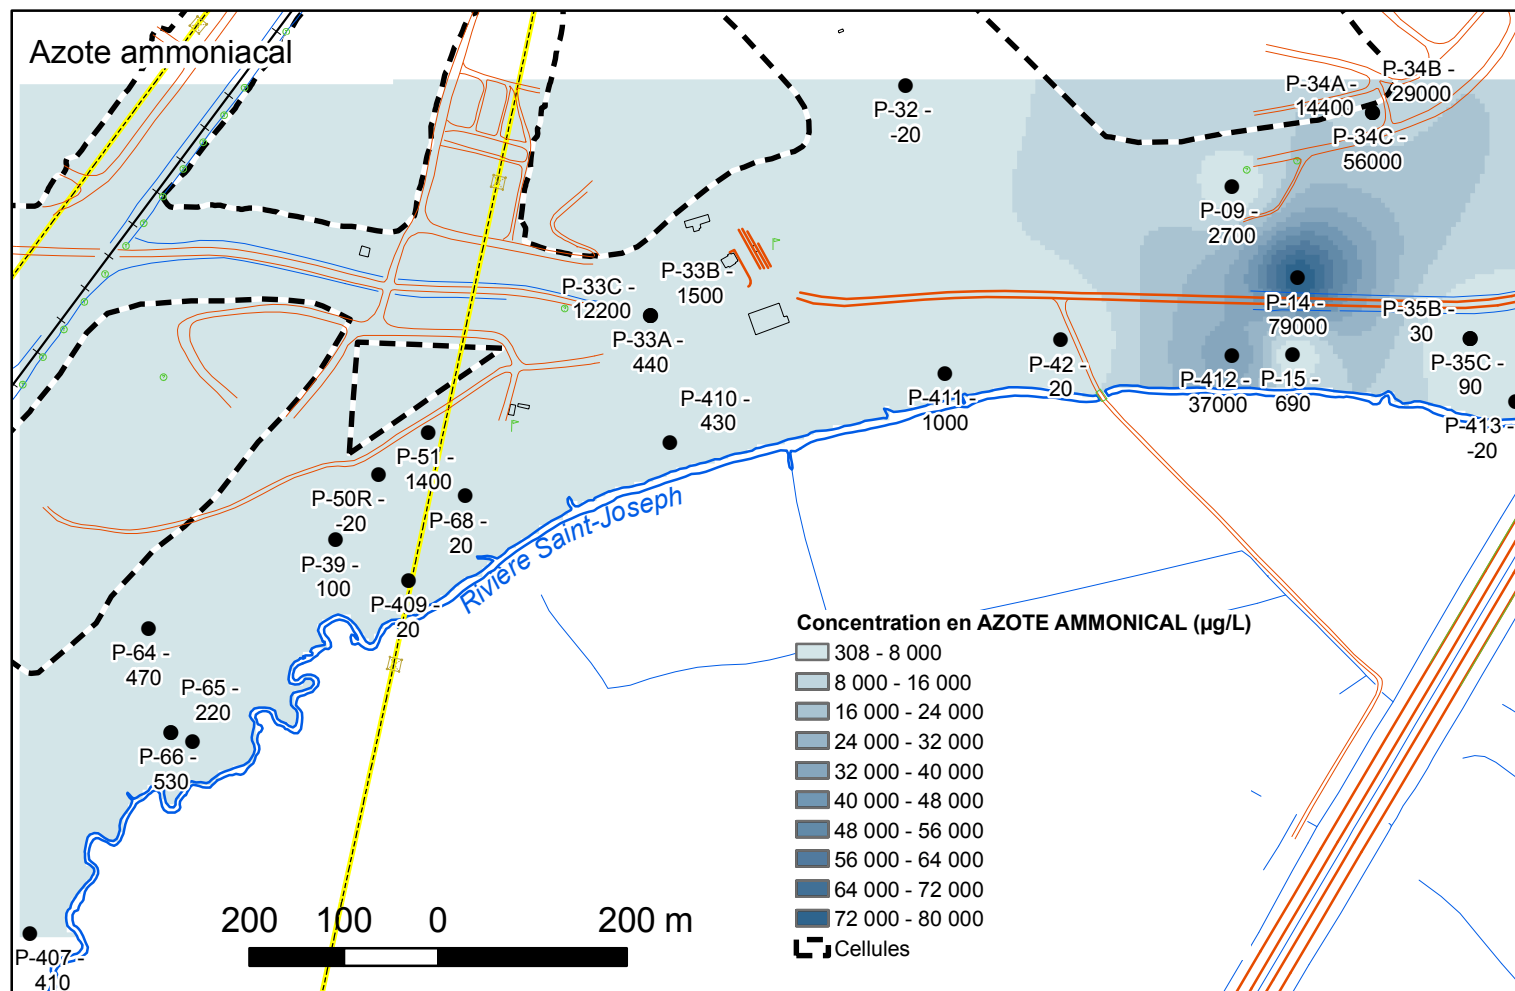 Azote ammoniacal
P-32 -
-20
P-34A -
14400
P-34B -
29000
P-34C -
56000
P-09 -
2700
P-33C -
12200
P-33B -
1500
P-33A -
440
P-14 -
79000
P-35B -
30
P-35C -
90
P-42 -
20
P-412 -
37000
P-15 -
690
P-411 -
1000
P-413 -
-20
P-410 -
430
P-51 -
1400
P-50R -
-20
P-68 -
20
P-39 -
100
P-409 -
20
Rivière Saint-Joseph
P-64 -
470
P-65 -
220
P-66 -
530
P-407 -
410
200 100 0 200 m
Concentration en AZOTE AMMONICAL (µg/L)
308 - 8 000
8 000 - 16 000
16 000 - 24 000
24 000 - 32 000
32 000 - 40 000
40 000 - 48 000
48 000 - 56 000
56 000 - 64 000
64 000 - 72 000
72 000 - 80 000
Cellules